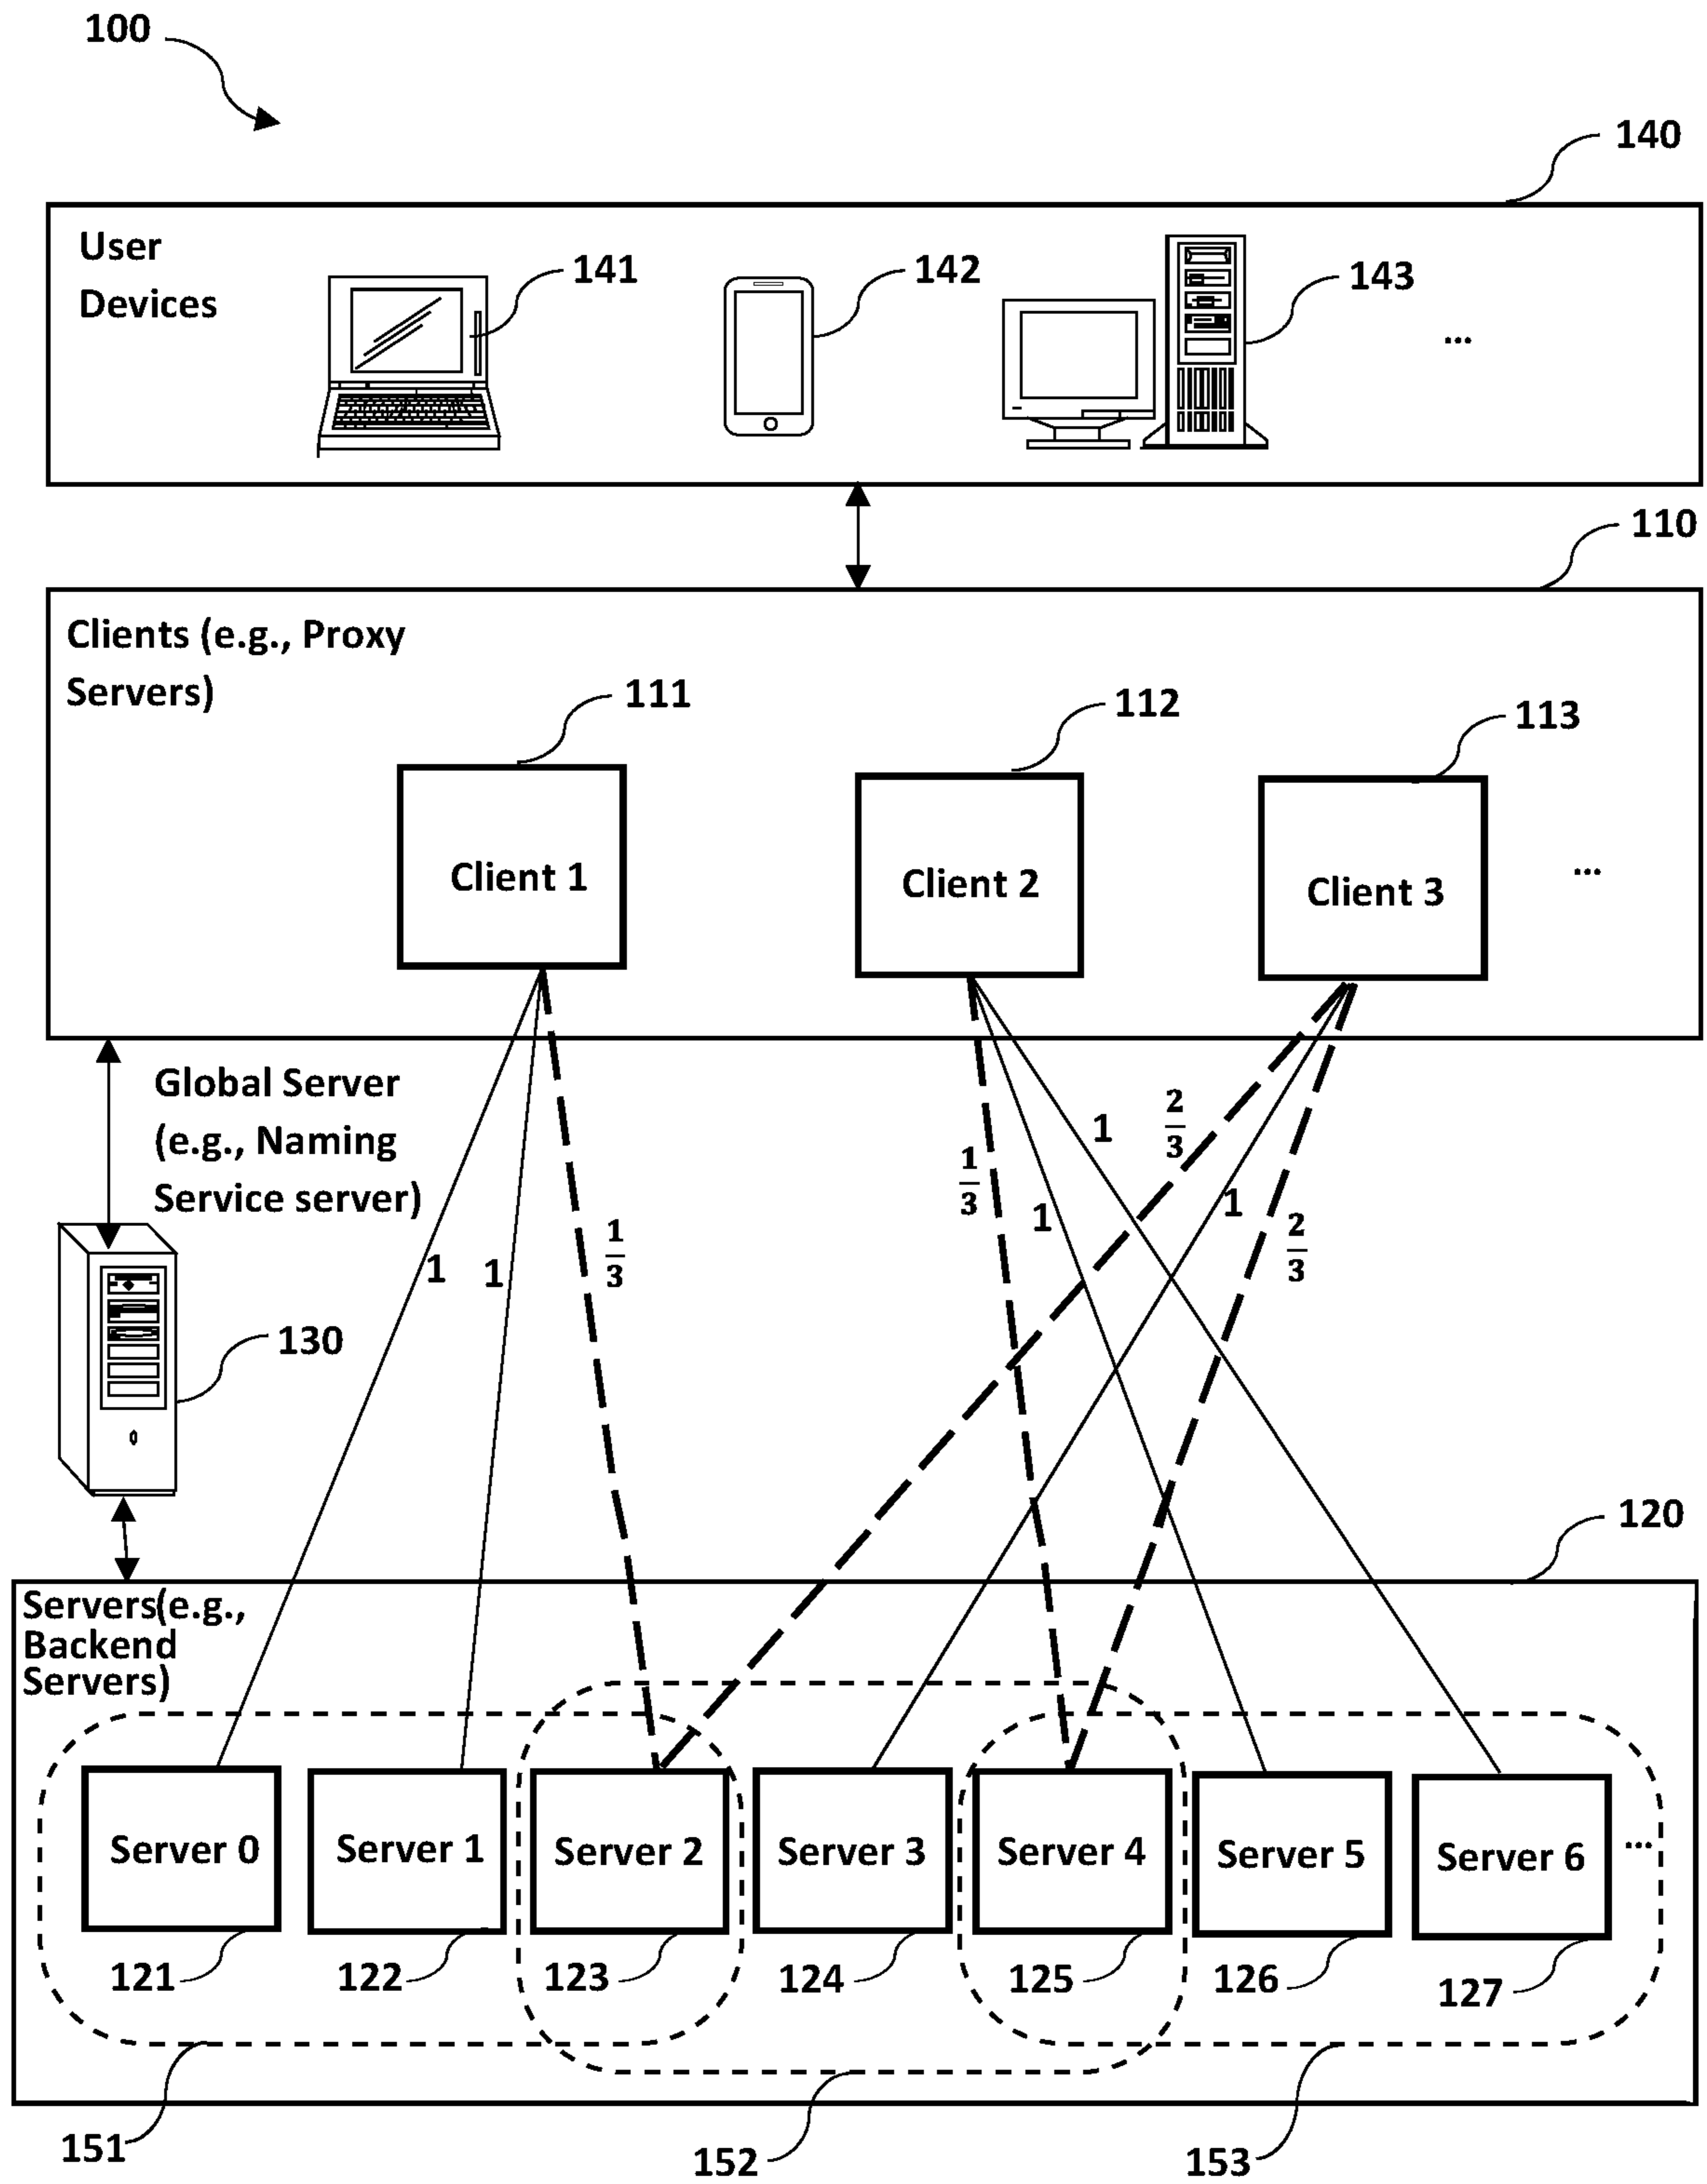 100
140
User
Devices
141
142
143
...
110
Clients (e.g., Proxy
Servers)
111
112
113
Client 1
Client 2
Client 3
...
Global Server
(e.g., Naming
Service server)
1
1
1
3
1
3
1
1
2
3
1
2
3
130
120
Servers(e.g.,
Backend
Servers)
Server 0
Server 1
Server 2
Server 3
Server 4
Server 5
Server 6
...
121
122
123
124
125
126
127
151
152
153